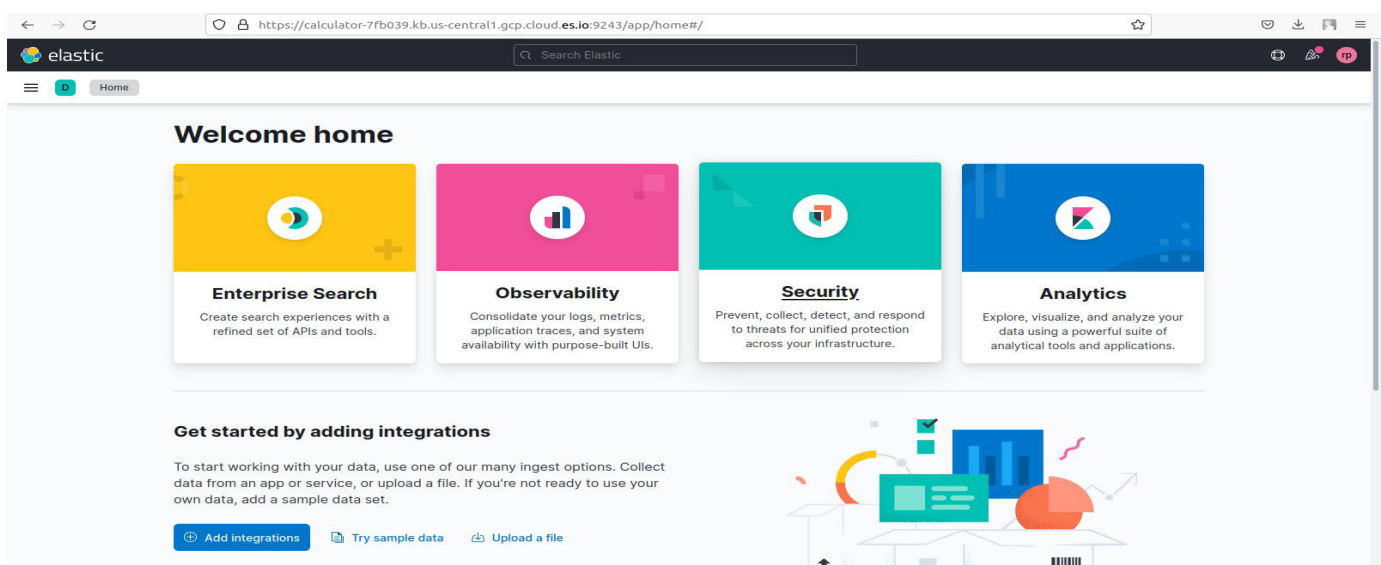 https://calculator-7fb039.kb.us-central1.gcp.cloud.es.io:9243/app/home#/
elastic
Search Elastic
rp
D
Home
Welcome home
Enterprise Search
Create search experiences with a
refined set of APIs and tools.
Observability
Consolidate your logs, metrics,
application traces, and system
availability with purpose-built UIs.
Security
Prevent, collect, detect, and respond
to threats for unified protection
across your infrastructure.
Analytics
Explore, visualize, and analyze your
data using a powerful suite of
analytical tools and applications.
Get started by adding integrations
To start working with your data, use one of our many ingest options. Collect
data from an app or service, or upload a file. If you're not ready to use your
own data, add a sample data set.
Add integrations
Try sample data
Upload a file